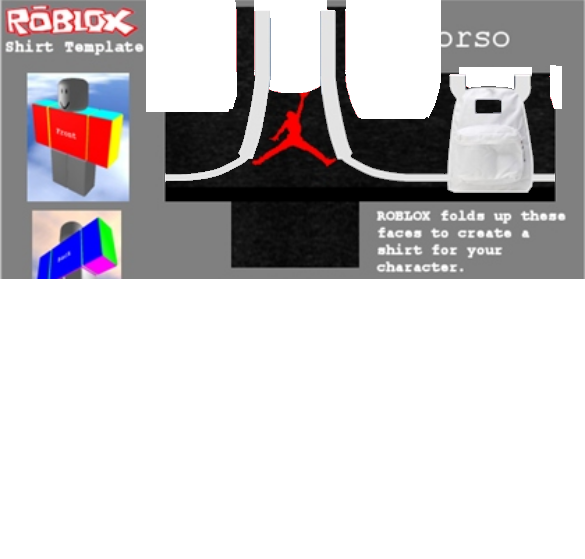 ROBLOX
Shirt Template
orso
Front
Back
ROBLOX folds up these
faces to create a
shirt for your
character.